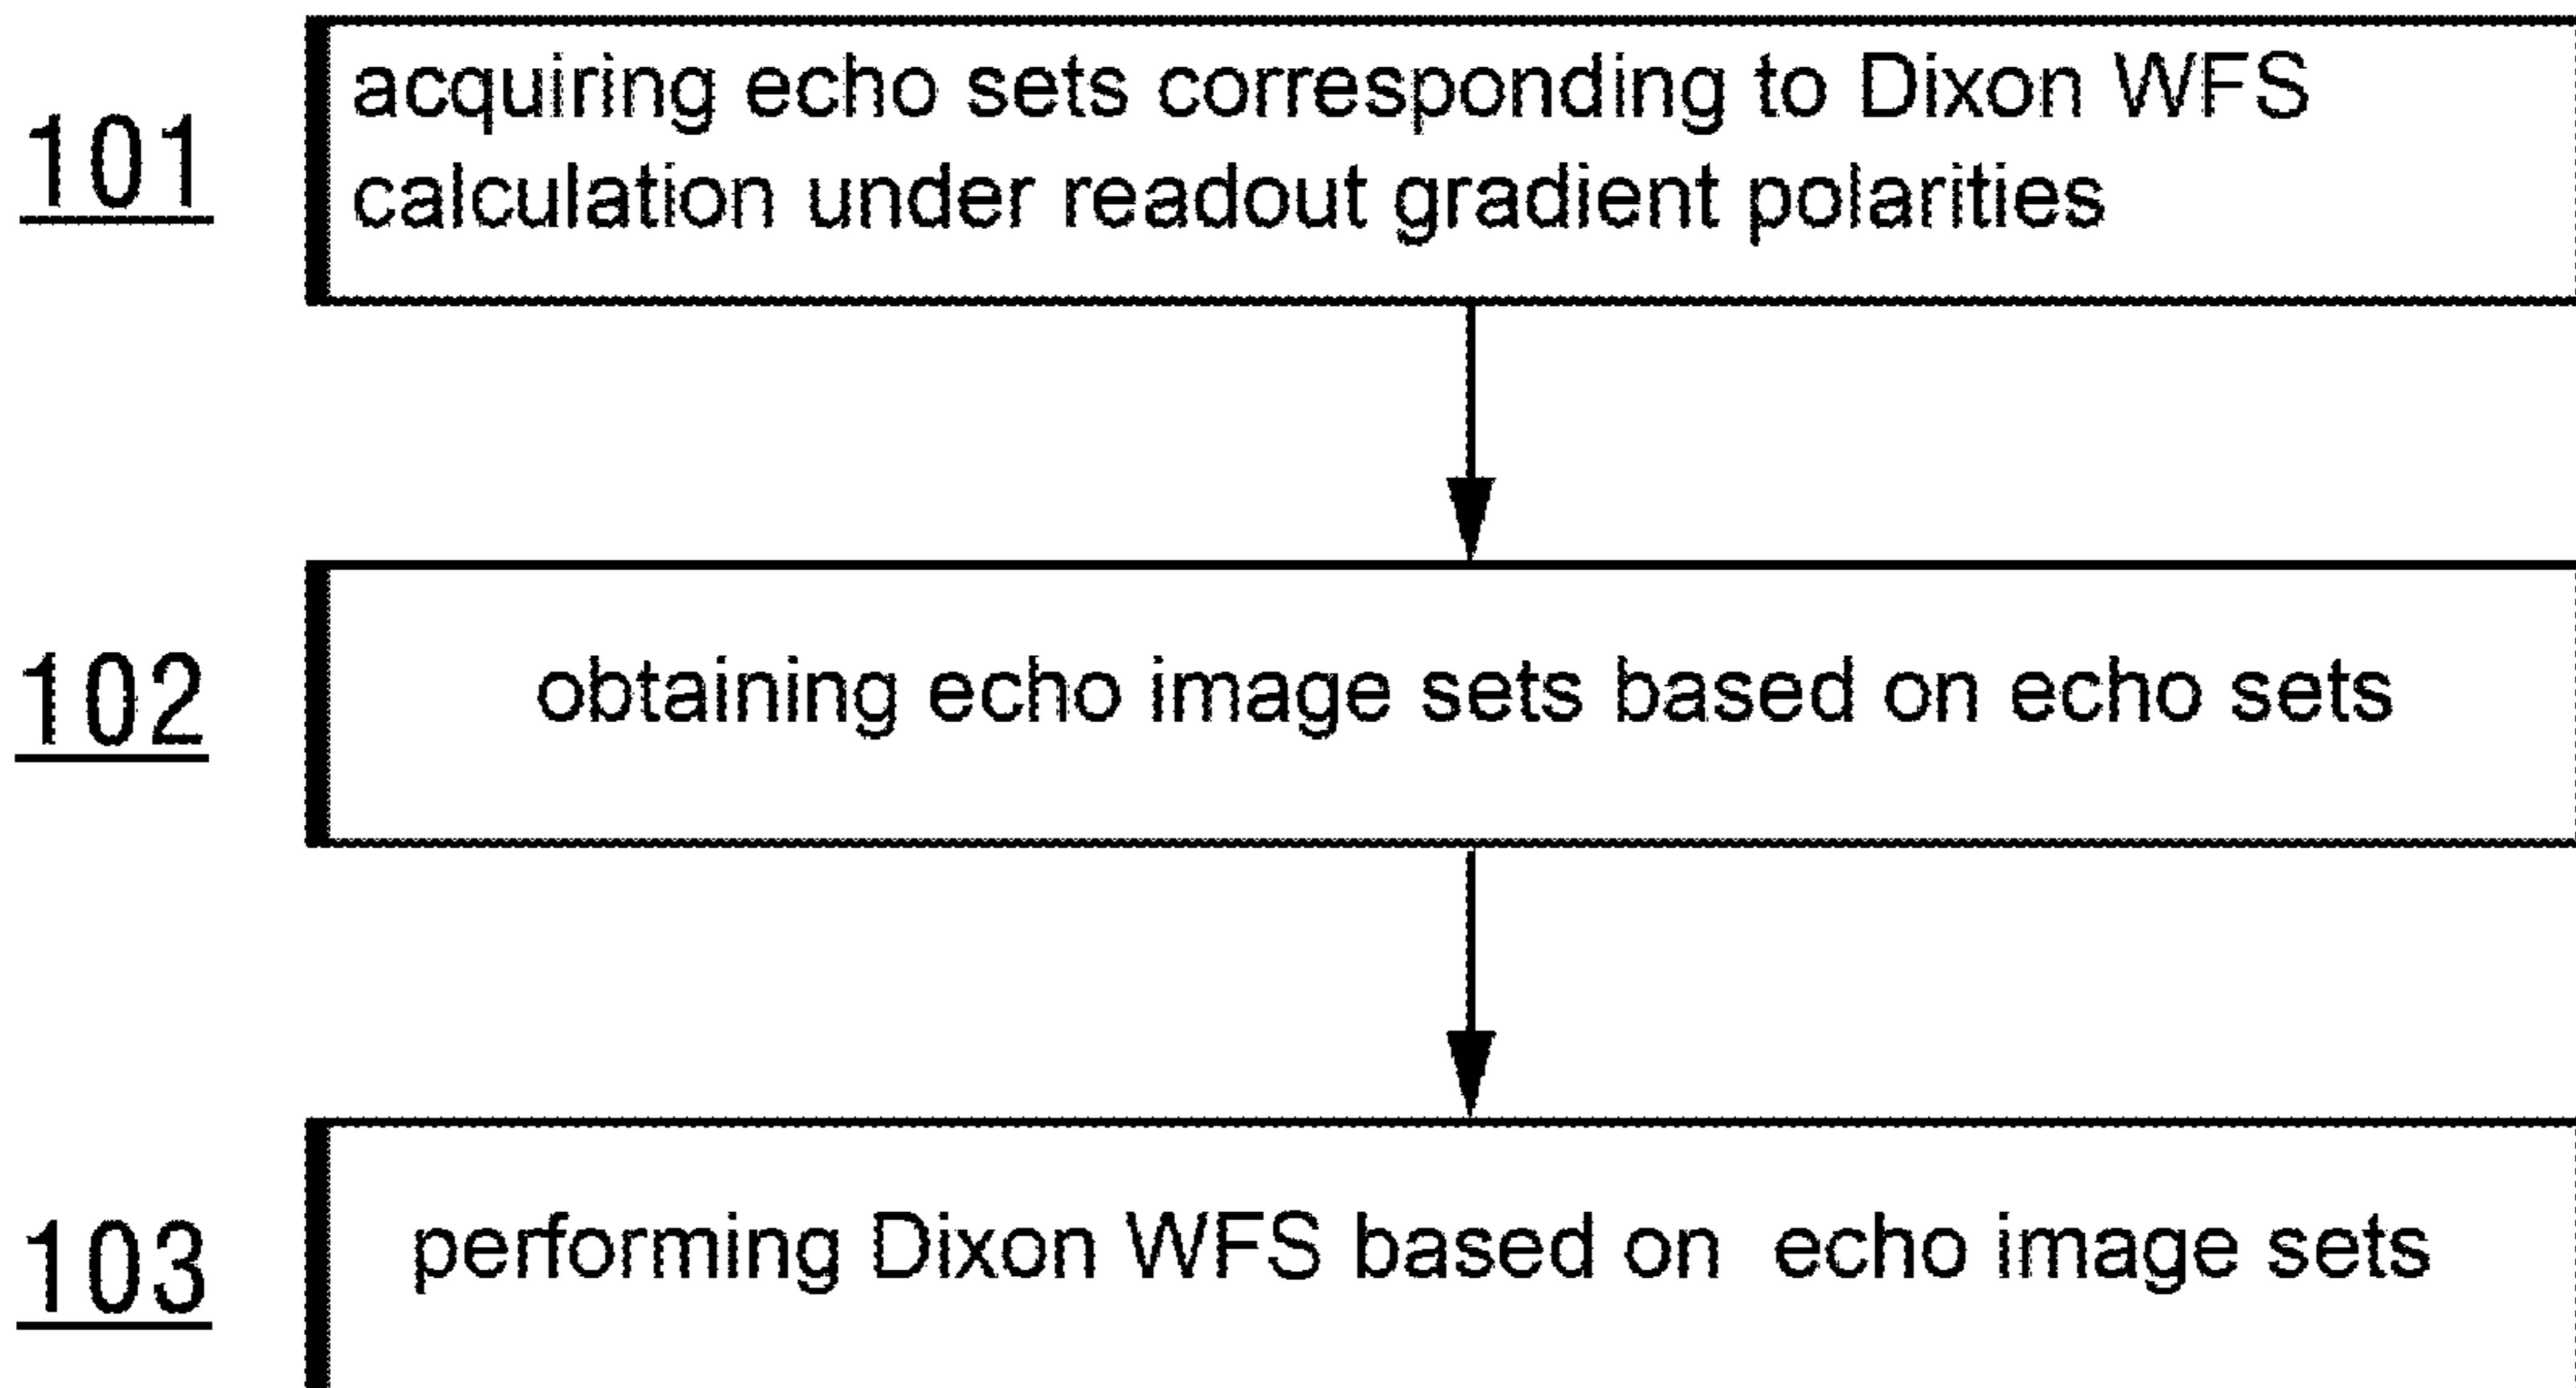 101
acquiring echo sets corresponding to Dixon WFS
calculation under readout gradient polarities
102
obtaining echo image sets based on echo sets
103
performing Dixon WFS based on echo image sets